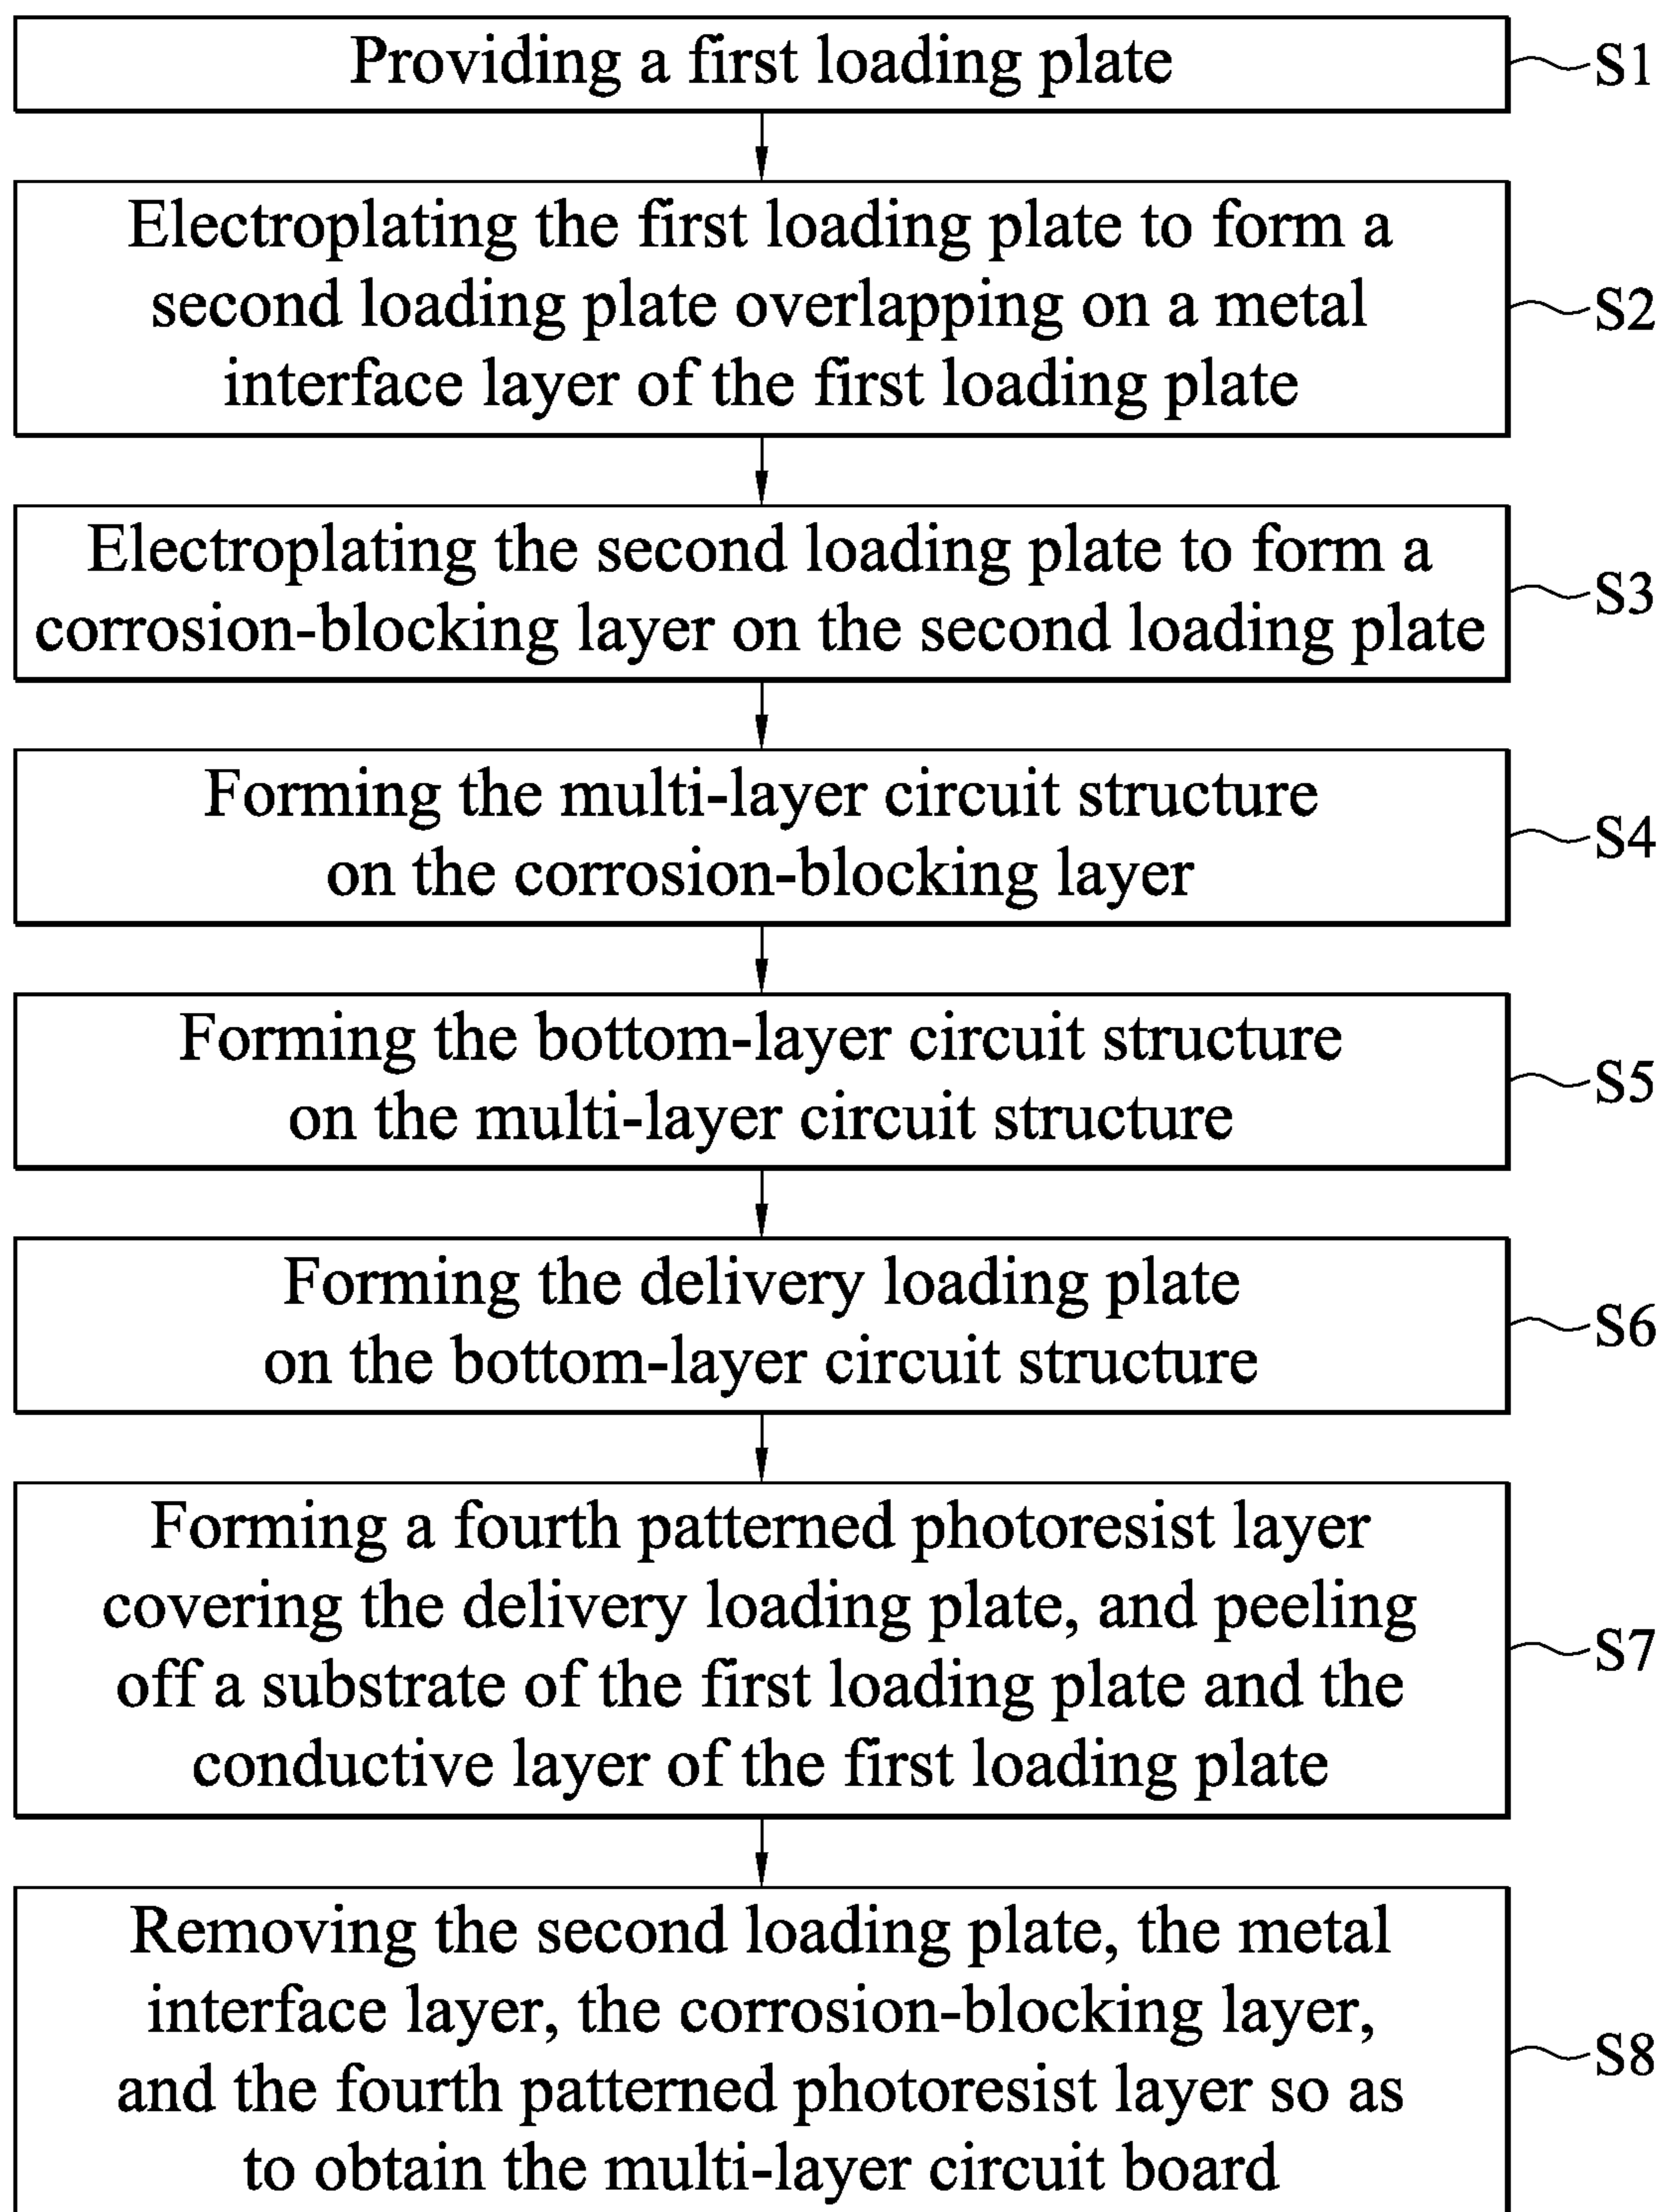 Providing a first loading plate
S1
Electroplating the first loading plate to form a
second loading plate overlapping on a metal
interface layer of the first loading plate
S2
Electroplating the second loading plate to form a
corrosion-blocking layer on the second loading plate
S3
Forming the multi-layer circuit structure
on the corrosion-blocking layer
S4
Forming the bottom-layer circuit structure
on the multi-layer circuit structure
S5
Forming the delivery loading plate
on the bottom-layer circuit structure
S6
Forming a fourth patterned photoresist layer
covering the delivery loading plate, and peeling
off a substrate of the first loading plate and the
conductive layer of the first loading plate
S7
Removing the second loading plate, the metal
interface layer, the corrosion-blocking layer,
and the fourth patterned photoresist layer so as
to obtain the multi-layer circuit board
S8